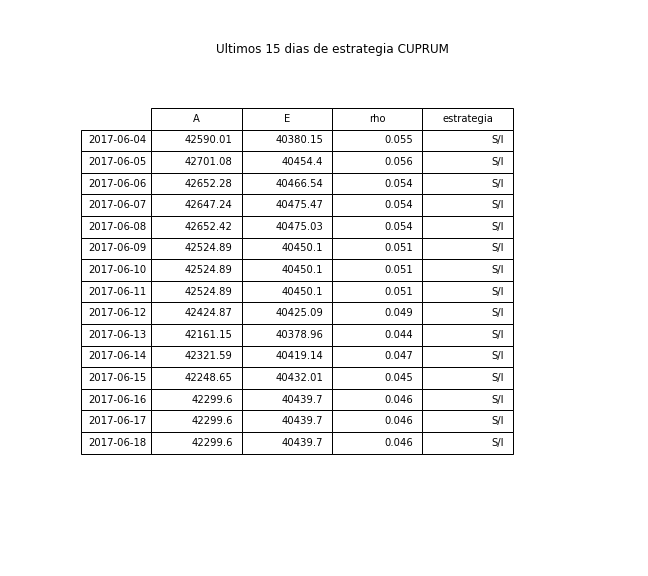 Ultimos 15 dias de estrategia CUPRUM
A E rho estrategia
2017-06-04 42590.01 40380.15 0.055 S/I
2017-06-05 42701.08 40454.4 0.056 S/I
2017-06-06 42652.28 40466.54 0.054 S/I
2017-06-07 42647.24 40475.47 0.054 S/I
2017-06-08 42652.42 40475.03 0.054 S/I
2017-06-09 42524.89 40450.1 0.051 S/I
2017-06-10 42524.89 40450.1 0.051 S/I
2017-06-11 42524.89 40450.1 0.051 S/I
2017-06-12 42424.87 40425.09 0.049 S/I
2017-06-13 42161.15 40378.96 0.044 S/I
2017-06-14 42321.59 40419.14 0.047 S/I
2017-06-15 42248.65 40432.01 0.045 S/I
2017-06-16 42299.6 40439.7 0.046 S/I
2017-06-17 42299.6 40439.7 0.046 S/I
2017-06-18 42299.6 40439.7 0.046 S/I